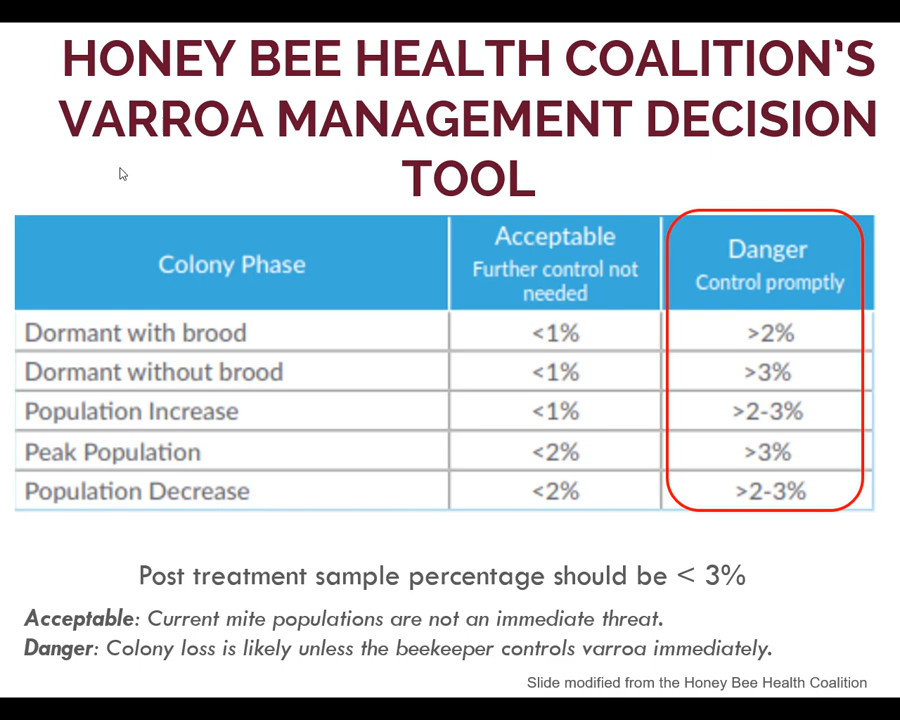 HONEY BEE HEALTH COALITION'S
VARROA MANAGEMENT DECISION
TOOL
Colony Phase
Acceptable
Further control not
needed
Danger
Control promptly
Dormant with brood <1% >2%
Dormant without brood <1% >3%
Population Increase <1% >2-3%
Peak Population <2% >3%
Population Decrease <2% >2-3%
Post treatment sample percentage should be < 3%
Acceptable: Current mite populations are not an immediate threat.
Danger: Colony loss is likely unless the beekeeper controls varroa immediately.
Slide modified from the Honey Bee Health Coalition